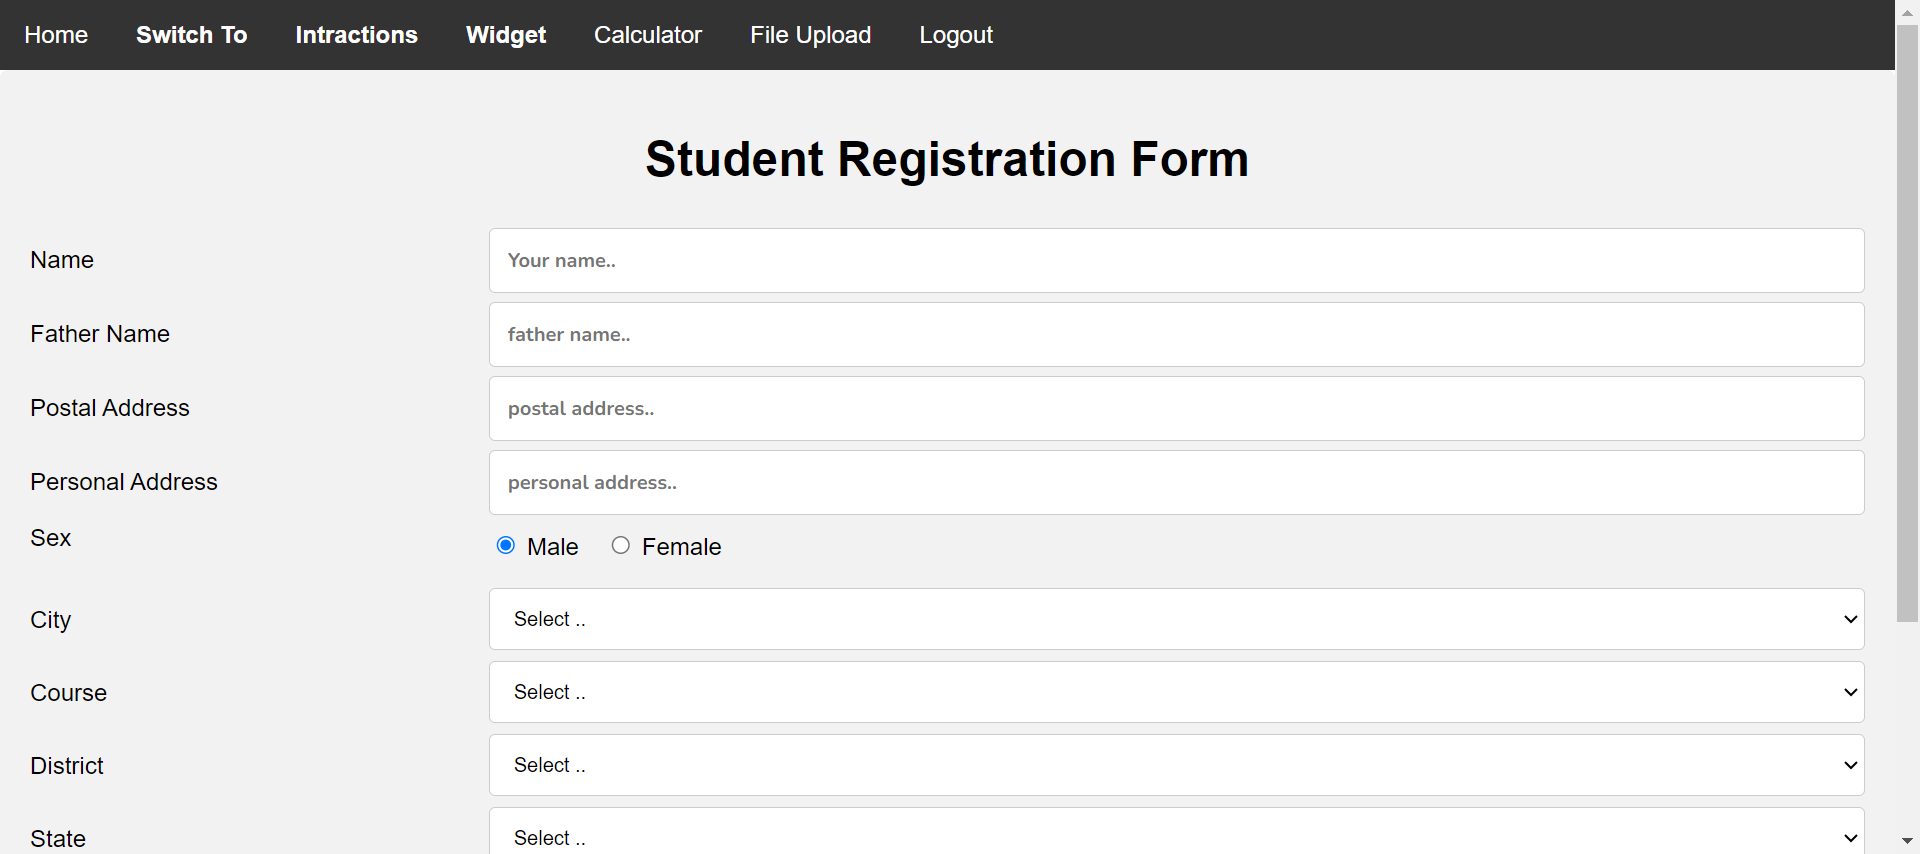 Home Switch To Intractions Widget Calculator File Upload Logout
Student Registration Form
Name Your name..
Father Name father name..
Postal Address postal address..
Personal Address personal address..
Sex Male Female
City Select ..
Course Select ..
District Select ..
State Select ..